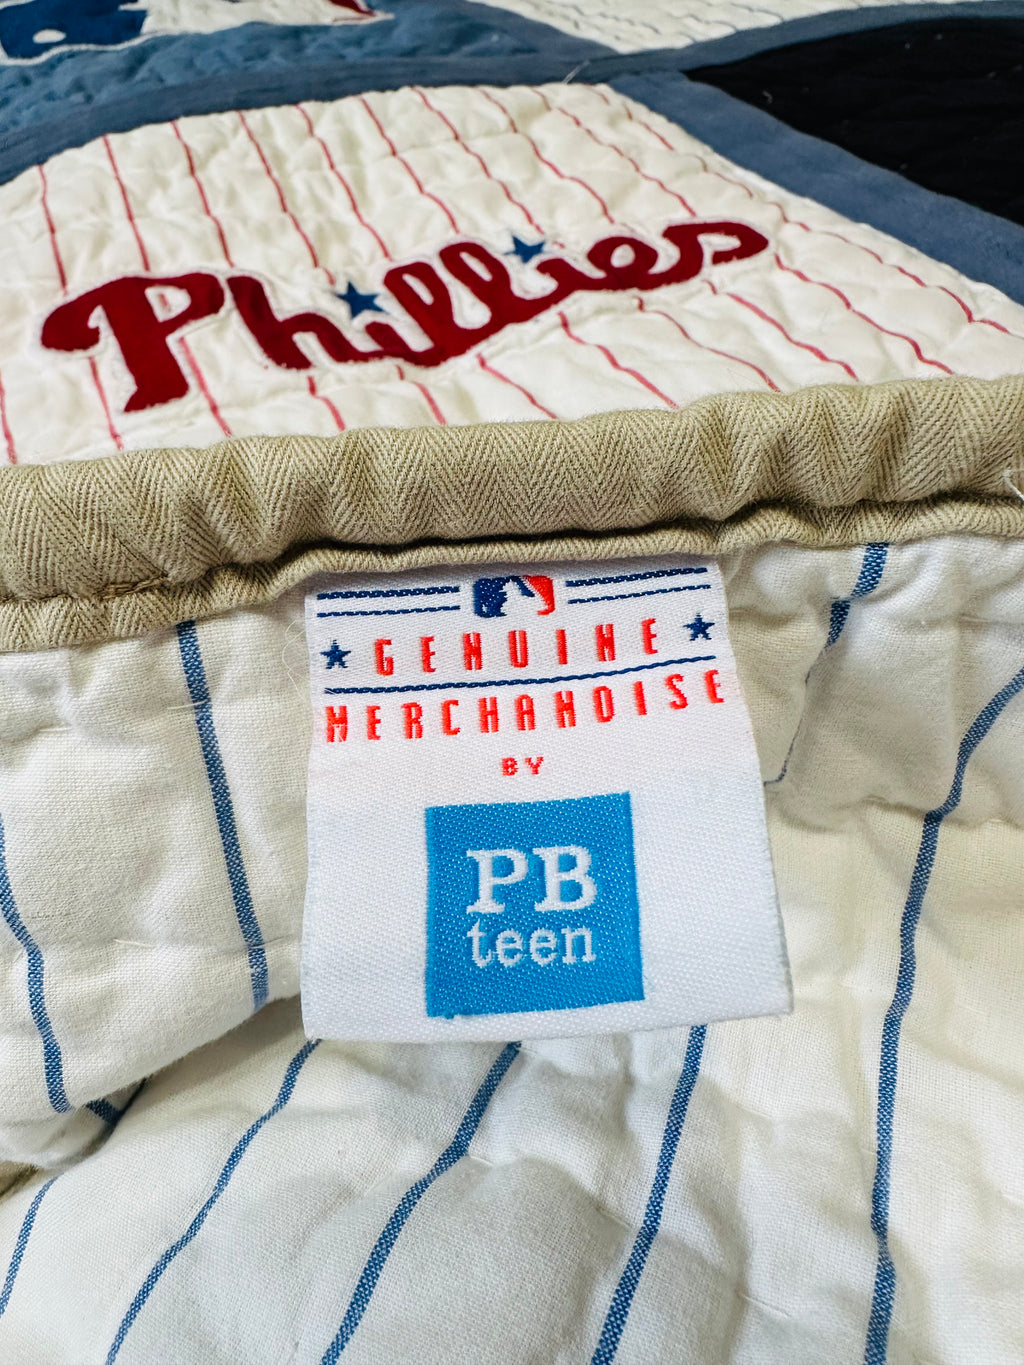 Phillies
GENUINE
MERCHANDISE
BY
PB
teen